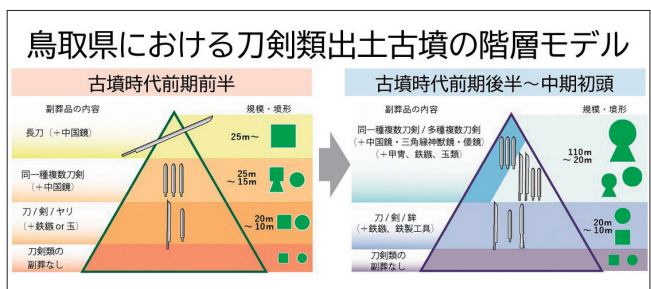 鳥取県における刀剣類出土古墳の階層モデル
古墳時代前期前半
副葬品の内容
規模・墳形
長刀（＋中国鏡）
25m～
同一種複数刀剣
（＋中国鏡）
25m
～15m
刀/剣/ヤリ
（＋鉄鏃 or 玉）
20m
～10m
刀剣類の
副葬なし
古墳時代前期後半～中期初頭
副葬品の内容
規模・墳形
同一種複数刀剣/多種複数刀剣
（＋中国鏡・三角縁神獣鏡・倭鏡）
（＋甲冑、鉄鏃、玉類）
110m
～20m
刀/剣/鉾
（＋鉄鏃、鉄製工具）
20m
～10m
刀剣類の
副葬なし